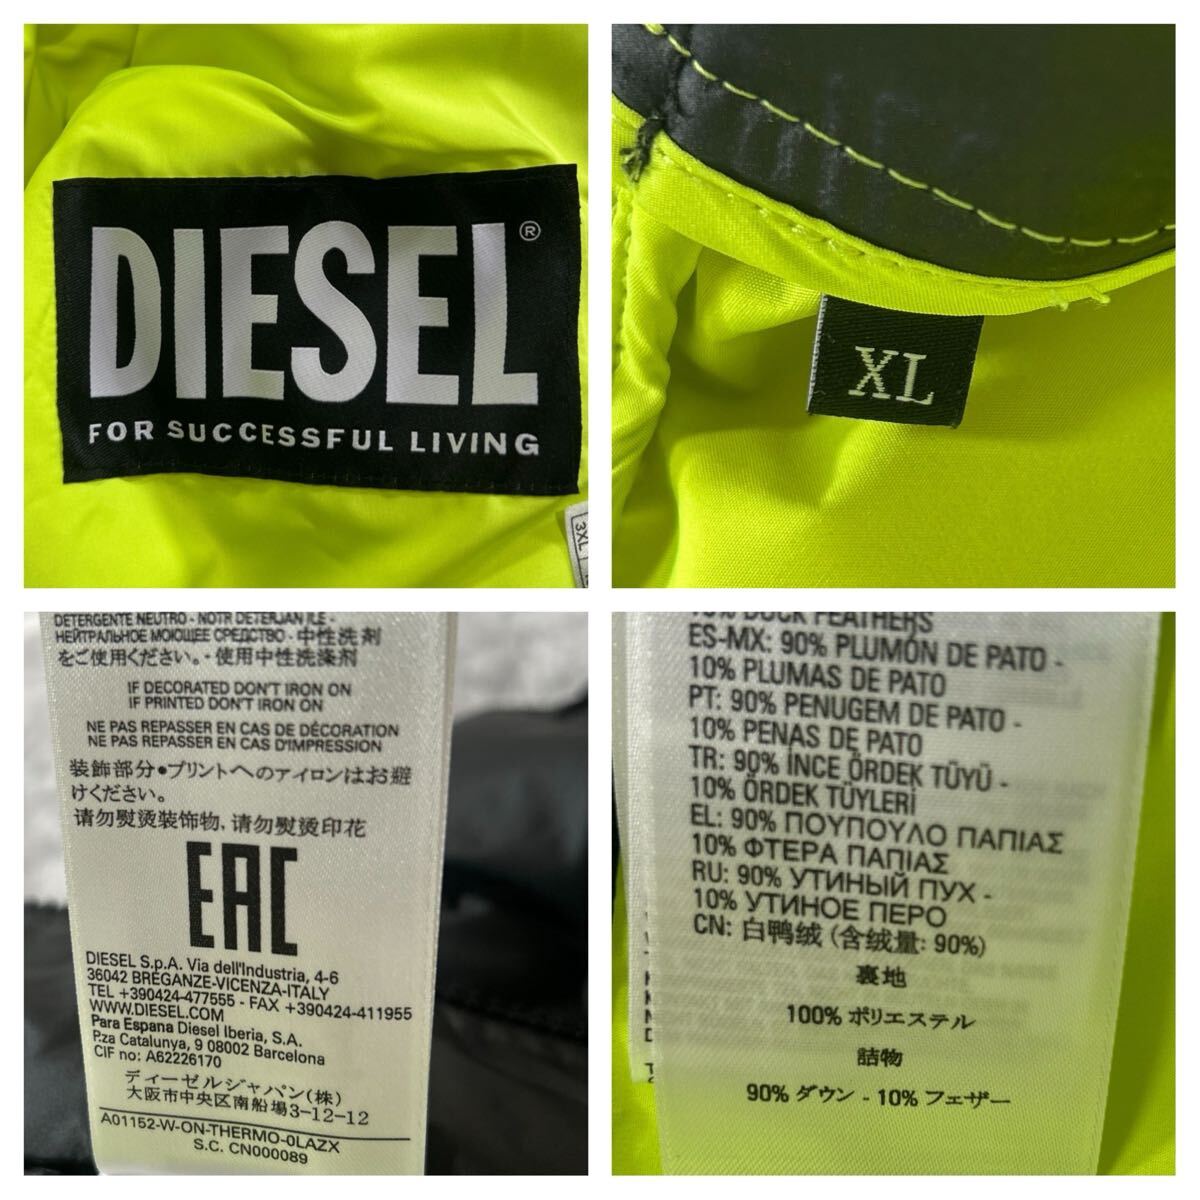 DIESEL®
FOR SUCCESSFUL LIVING
3XL
XL
DETERGENTE NEUTRO - NÖTR DETERJAN İLE -
НЕЙТРАЛЬНОЕ МОЮЩЕЕ СРЕДСТВО - 中性洗剤
をご使用ください。・使用中性洗涤剂
IF DECORATED DON'T IRON ON
IF PRINTED DON'T IRON ON
NE PAS REPASSER EN CAS DE DÉCORATION
NE PAS REPASSER EN CAS D'IMPRESSION
装飾部分•プリントへのアイロンはお避
けください。
请勿熨烫装饰物, 请勿熨烫印花
EAC
DIESEL S.p.A. Via dell'Industria, 4-6
36042 BREGANZE-VICENZA-ITALY
TEL +390424-477555 - FAX +390424-411955
WWW.DIESEL.COM
Para Espana Diesel Iberia, S.A.
P.za Catalunya, 9 08002 Barcelona
CIF no: A62226170
ディーゼルジャパン(株)
大阪市中央区南船場3-12-12
A01152-W-ON-THERMO-0LAZX
S.C. CN000089
10% DUCK FEATHERS
ES-MX: 90% PLUMÓN DE PATO -
10% PLUMAS DE PATO
PT: 90% PENUGEM DE PATO -
10% PENAS DE PATO
TR: 90% İNCE ÖRDEK TÜYÜ -
10% ÖRDEK TÜYLERİ
EL: 90% ΠΟΥΠΟΥΛΟ ΠΑΠΙΑΣ
10% ΦΤΕΡΑ ΠΑΠΙΑΣ
RU: 90% УТИНЫЙ ПУХ -
10% УТИНОЕ ПЕРО
CN: 白鸭绒 (含绒量: 90%)
裏地
100% ポリエステル
詰物
90% ダウン - 10% フェザー